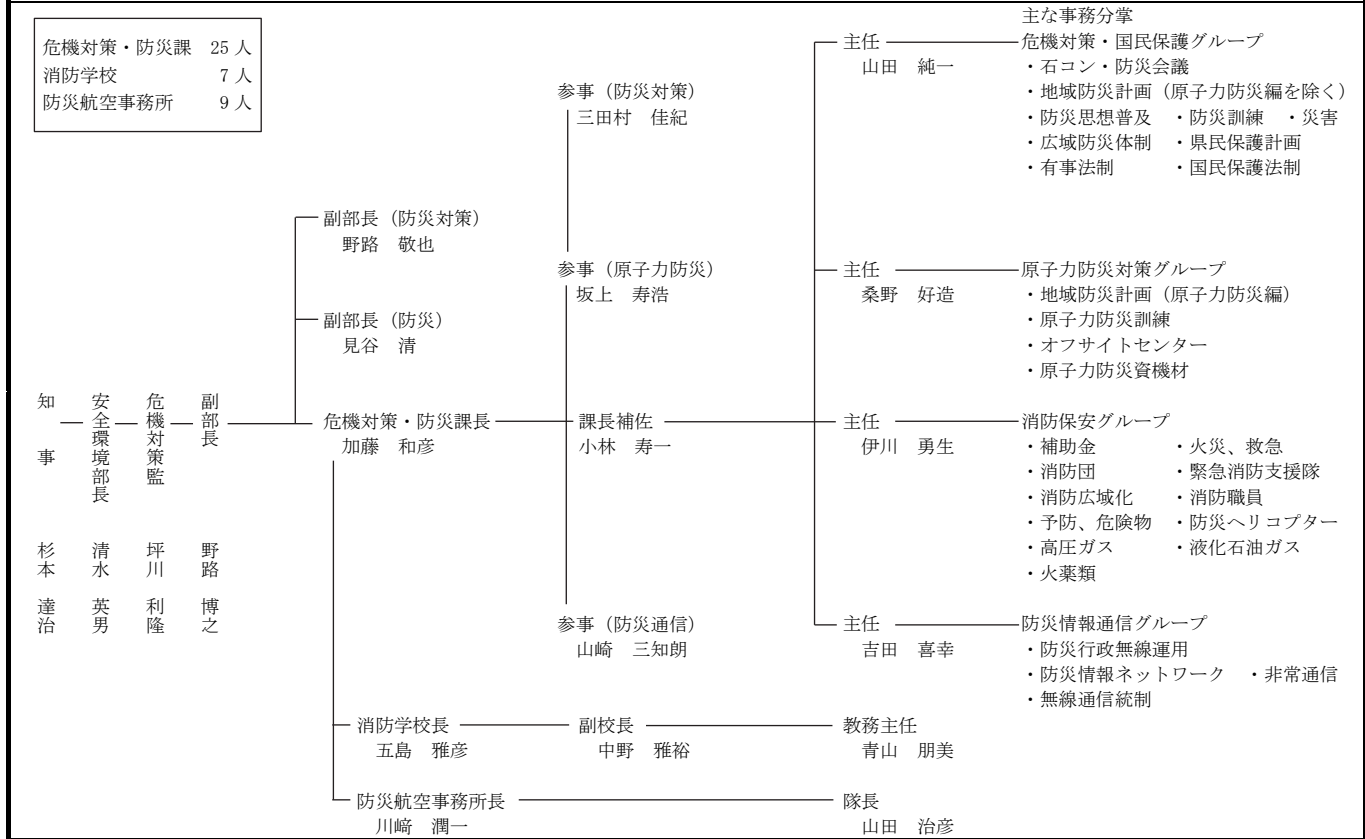 危機対策・防災課 25人
消防学校 7人
防災航空事務所 9人
知事 杉本 達治
安全環境部長 清水 英男
危機対策監 坪川 利隆
副部長 野路 博之
副部長（防災対策）
野路 敬也
副部長（防災）
見谷 清
危機対策・防災課長
加藤 和彦
参事（防災対策）
三田村 佳紀
参事（原子力防災）
坂上 寿浩
課長補佐
小林 寿一
参事（防災通信）
山崎 三知朗
主な事務分掌
主任
山田 純一
危機対策・国民保護グループ
・石コン・防災会議
・地域防災計画（原子力防災編を除く）
・防災思想普及 ・防災訓練 ・災害
・広域防災体制 ・県民保護計画
・有事法制 ・国民保護法制
主任
桑野 好造
原子力防災対策グループ
・地域防災計画（原子力防災編）
・原子力防災訓練
・オフサイトセンター
・原子力防災資機材
主任
伊川 勇生
消防保安グループ
・補助金 ・火災、救急
・消防団 ・緊急消防支援隊
・消防広域化 ・消防職員
・予防、危険物 ・防災ヘリコプター
・高圧ガス ・液化石油ガス
・火薬類
主任
吉田 喜幸
防災情報通信グループ
・防災行政無線運用
・防災情報ネットワーク ・非常通信
・無線通信統制
消防学校長
五島 雅彦
副校長
中野 雅裕
教務主任
青山 朋美
防災航空事務所長
川﨑 潤一
隊長
山田 治彦